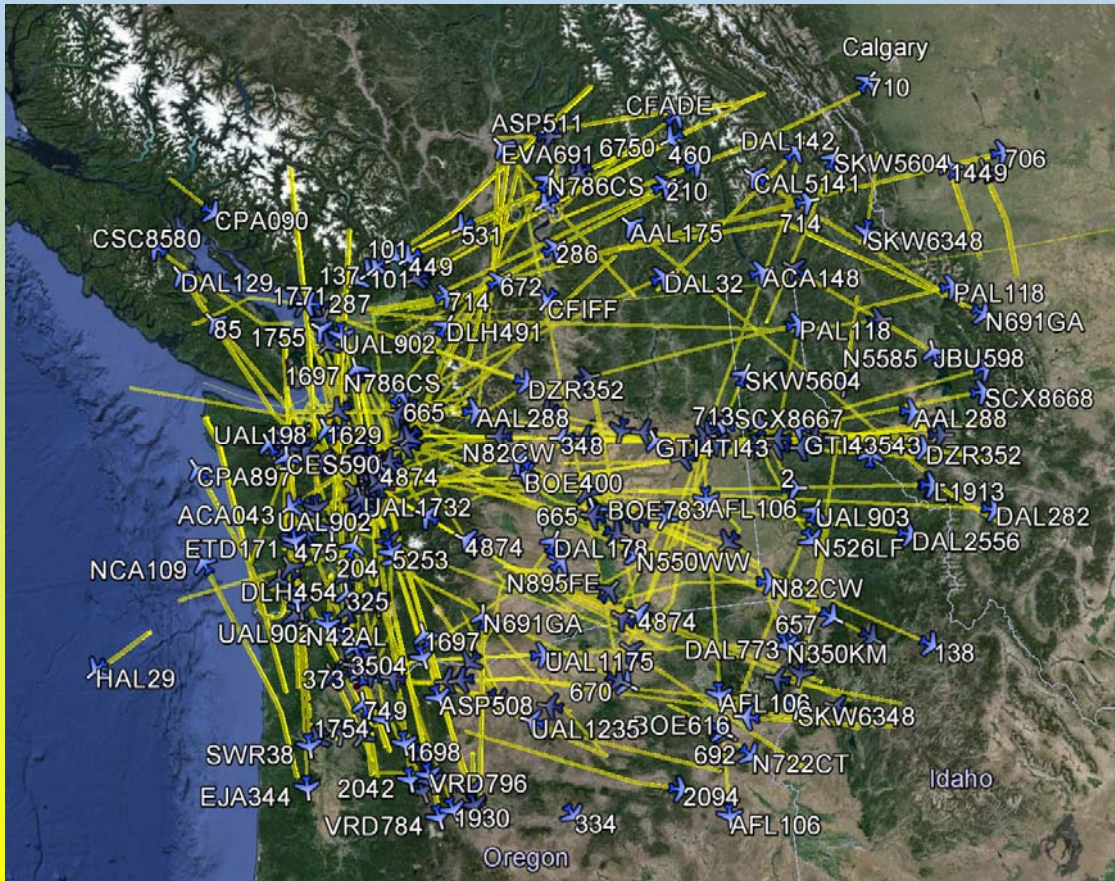 Calgary
710
CFADE
ASP511
EVA691
6750
460
DAL142
SKW5604
706
1449
N786CS
210
CAL5141
CPA090
531
AAL175
714
SKW6348
CSC8580
286
101
449
137
101
DAL129
1771
287
672
DAL32
ACA148
PAL118
714
CFIFF
N691GA
85
1755
UAL902
DLH491
PAL118
N5585
JBU598
1697
N786CS
DZR352
SKW5604
SCX8668
665
AAL288
713
SCX8667
AAL288
UAL198
1629
348
GTI4TI43
GTI43543
N82CW
DZR352
CPA897
CES590
4874
BOE400
2
L1913
ACA043
UAL902
UAL1732
665
BOE783
AFL106
UAL903
DAL282
ETD171
475
5253
4874
DAL178
N550WW
N526LF
DAL2556
NCA109
204
N895FE
N82CW
DLH454
325
N691GA
4874
657
UAL902
N42AL
1697
DAL773
N350KM
138
HAL29
373
3504
UAL1175
670
ASP508
AFL106
SKW6348
749
1754
UAL1235
BOE616
SWR38
1698
692
N722CT
EJA344
2042
VRD796
Idaho
2094
VRD784
1930
334
AFL106
Oregon